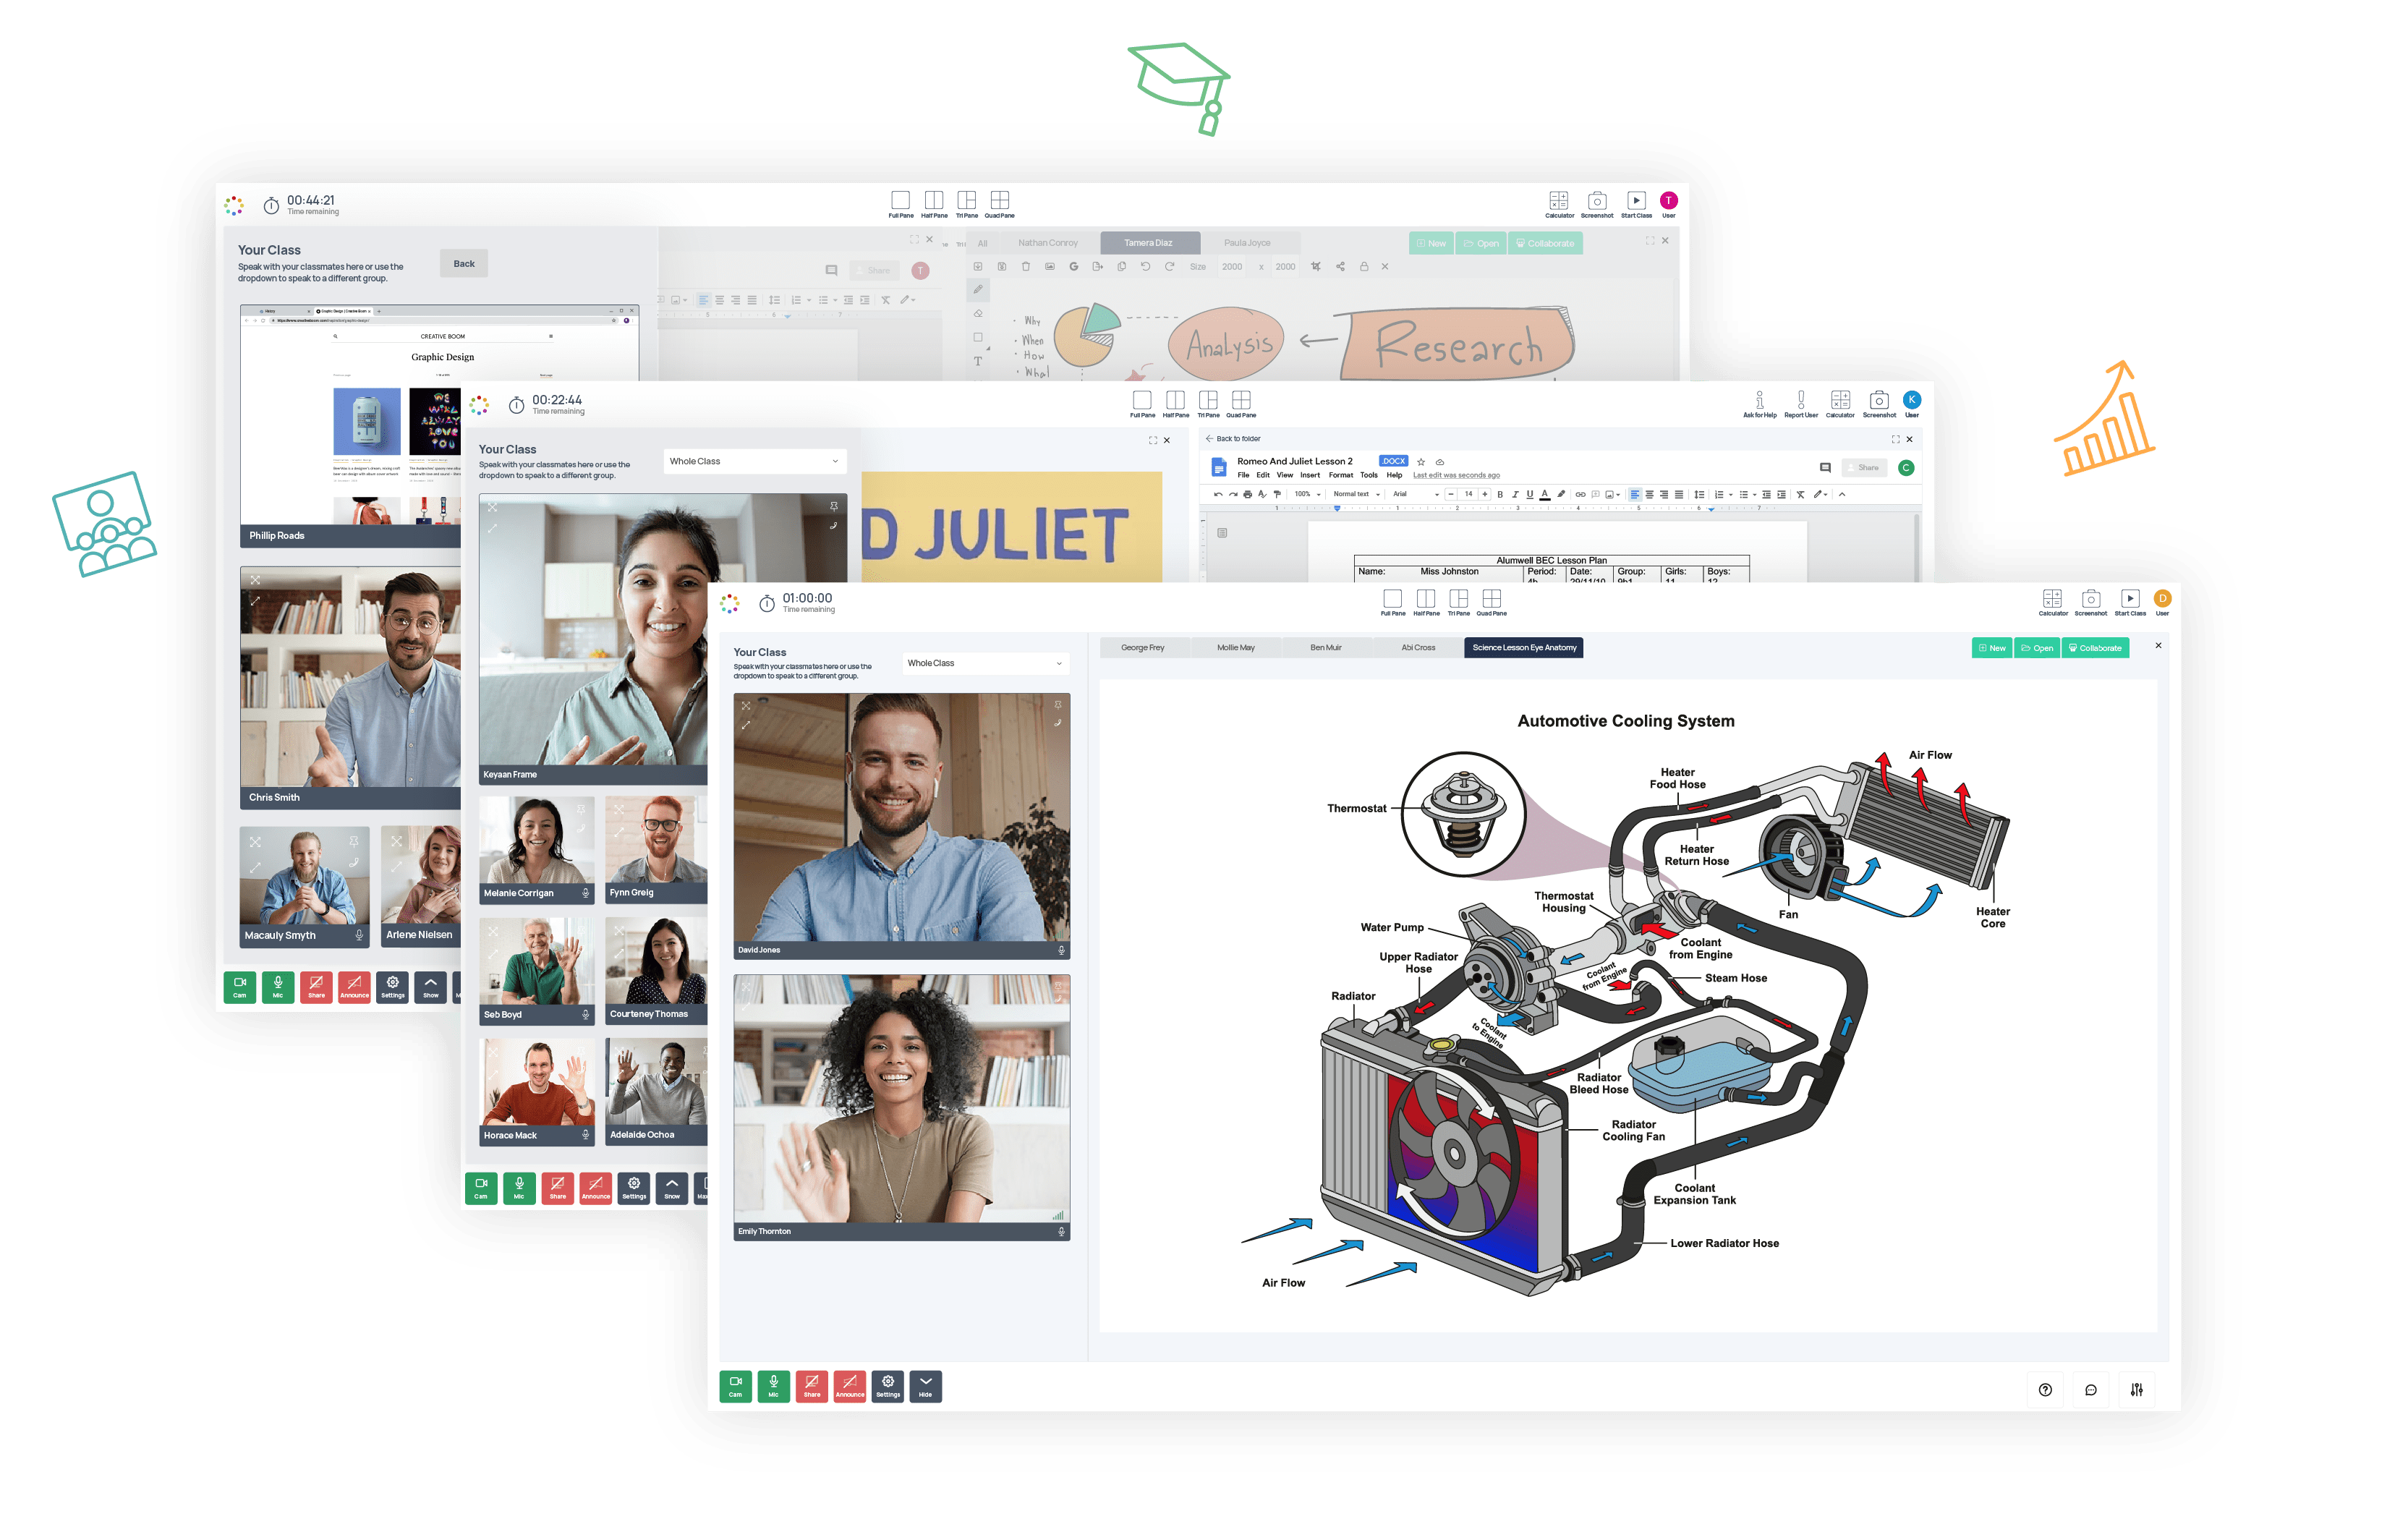 00:44:21
Time remaining
Full Pane
Half Pane
Tri Pane
Quad Pane
Calculator
Screenshot
Start Class
T
User
Your Class
Speak with your classmates here or use the
dropdown to speak to a different group.
Back
CREATIVE BOOM
Graphic Design
Phillip Roads
Chris Smith
Macauly Smyth
Arlene Nielsen
Cam
Mic
Share
Announce
Settings
Show
Share
T
All
Nathan Conroy
Tamera Diaz
Paula Joyce
New
Open
Collaborate
Size
2000
x
2000
Why
When
How
What
Analysis
Research
00:22:44
Time remaining
Full Pane
Half Pane
Tri Pane
Quad Pane
Ask for Help
Report User
Calculator
Screenshot
K
User
Your Class
Speak with your classmates here or use the
dropdown to speak to a different group.
Whole Class
Keyaan Frame
Melanie Corrigan
Fynn Greig
Seb Boyd
Courteney Thomas
Horace Mack
Adelaide Ochoa
Cam
Mic
Share
Announce
Settings
Show
D JULIET
Back to folder
Romeo And Juliet Lesson 2
.DOCX
File Edit View Insert Format Tools Help Last edit was seconds ago
Share
C
100% Normal text Arial 14 B I U A
Alumwell BEC Lesson Plan
Name: Miss Johnston Period: Date: Group: Girls: Boys:
01:00:00
Time remaining
Full Pane
Half Pane
Tri Pane
Quad Pane
Calculator
Screenshot
Start Class
D
User
Your Class
Speak with your classmates here or use the
dropdown to speak to a different group.
Whole Class
David Jones
Emily Thornton
George Frey
Mollie May
Ben Muir
Abi Cross
Science Lesson Eye Anatomy
New
Open
Collaborate
Automotive Cooling System
Air Flow
Heater
Food Hose
Thermostat
Heater
Return Hose
Fan
Heater
Core
Thermostat
Housing
Water Pump
Coolant
from Engine
Upper Radiator
Hose
Coolant
from Engine
Steam Hose
Radiator
Coolant
to Engine
Radiator
Bleed Hose
Radiator
Cooling Fan
Coolant
Expansion Tank
Lower Radiator Hose
Air Flow
Cam
Mic
Share
Announce
Settings
Hide